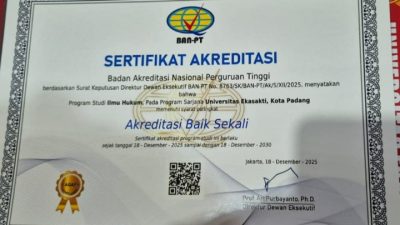 BAN-PT
SERTIFIKAT AKREDITASI
Badan Akreditasi Nasional Perguruan Tinggi
berdasarkan Surat Keputusan Direktur Dewan Eksekutif BAN-PT No. 8763/SK/BAN-PT/Ak/S/XII/2025, menyatakan
bahwa
Program Studi Ilmu Hukum, Pada Program Sarjana Universitas Ekasakti, Kota Padang
memenuhi syarat peringkat
Akreditasi Baik Sekali
Sertifikat akreditasi program studi ini berlaku
sejak tanggal 18 - Desember - 2025 sampai dengan 18 - Desember - 2030
Jakarta, 18 - Desember - 2025
Prof. Ari Purbayanto, Ph.D.
Direktur Dewan Eksekutif